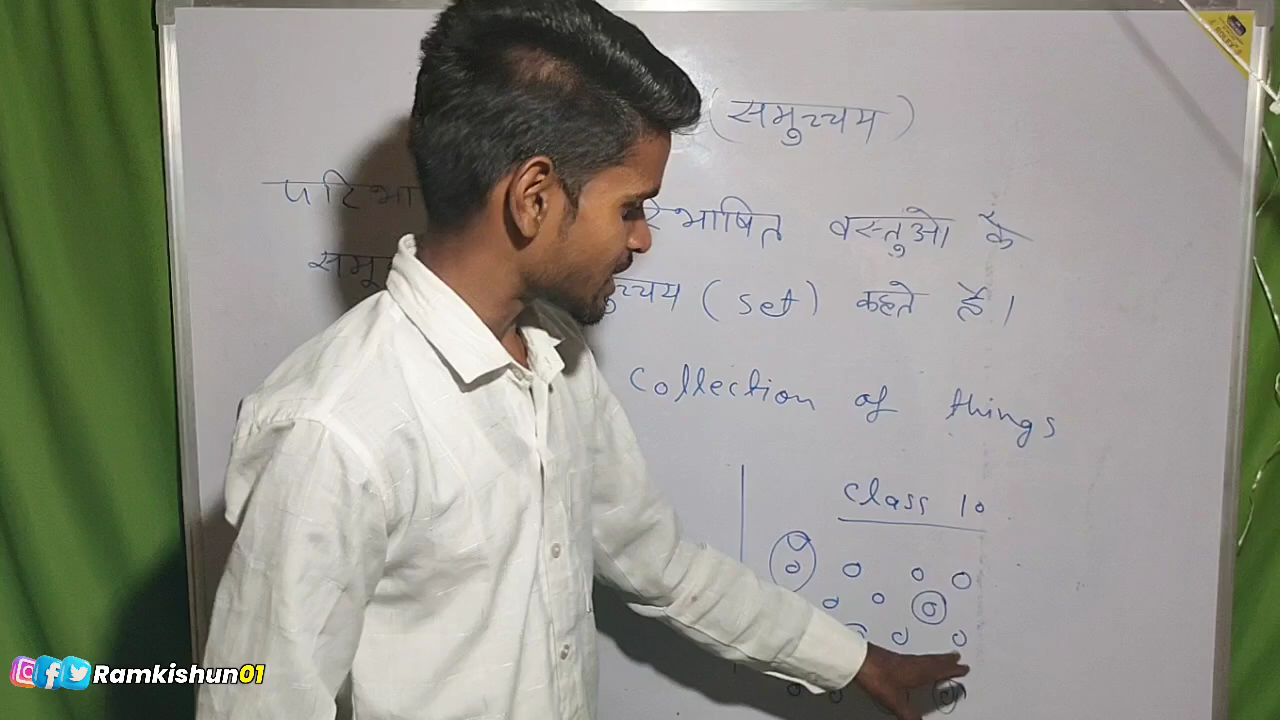 (समुच्चय)
परिभा रिभाषित वस्तुओ के
समू ुच्चय (set) कहते है।
Collection of things
Class 10
Ramkishun01